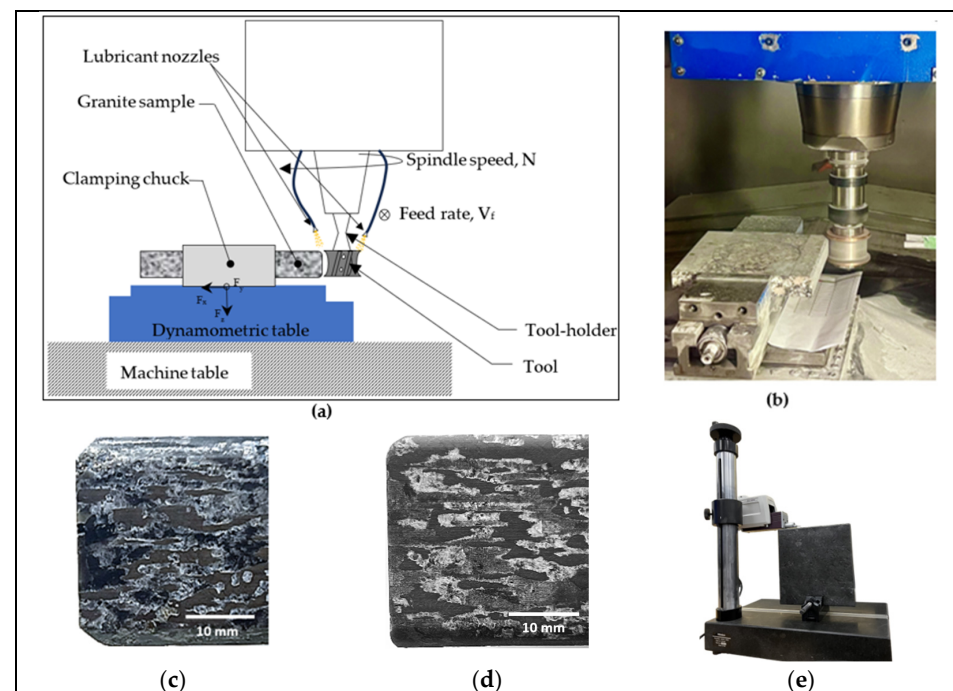 Lubricant nozzles
Granite sample
Clamping chuck
Spindle speed, N
Feed rate, Vf
Fx
Fy
Fz
Dynamometric table
Machine table
Tool-holder
Tool
(a)
(b)
10 mm
10 mm
(c)
(d)
(e)